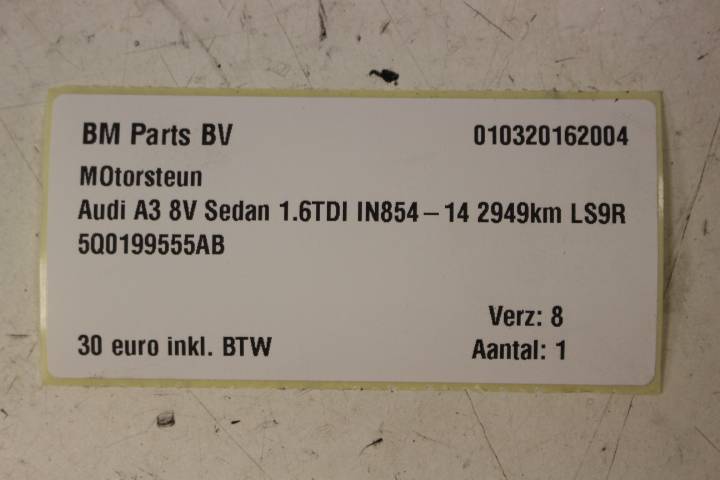 BM Parts BV 010320162004
MOtorsteun
Audi A3 8V Sedan 1.6TDI IN854-14 2949km LS9R
5Q0199555AB
Verz: 8
30 euro inkl. BTW Aantal: 1